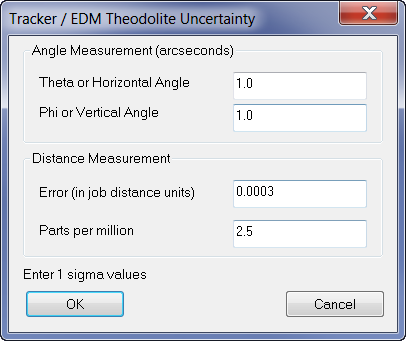 Tracker / EDM Theodolite Uncertainty
Angle Measurement (arcseconds)
Theta or Horizontal Angle 1.0
Phi or Vertical Angle 1.0
Distance Measurement
Error (in job distance units) 0.0003
Parts per million 2.5
Enter 1 sigma values
OK Cancel